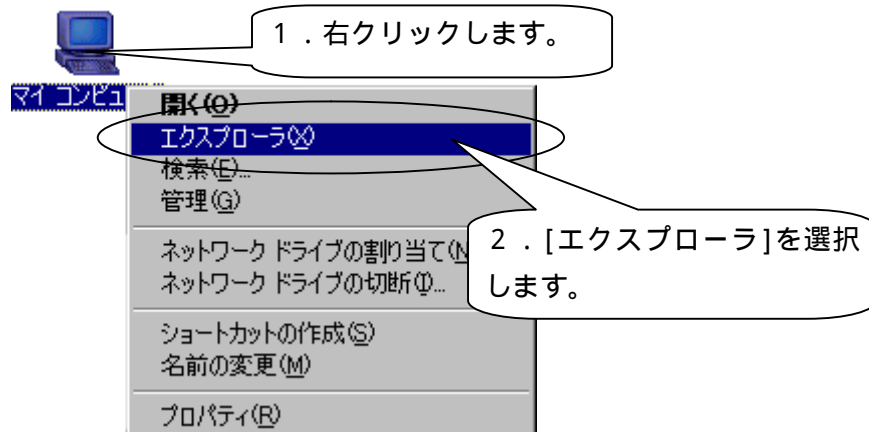 1．右クリックします。
マイ コンピュ
開く(O)
エクスプローラ(X)
検索(E)...
管理(G)
ネットワーク ドライブの割り当て(N
ネットワーク ドライブの切断(I)...
ショートカットの作成(S)
名前の変更(M)
プロパティ(R)
2．[エクスプローラ]を選択
します。